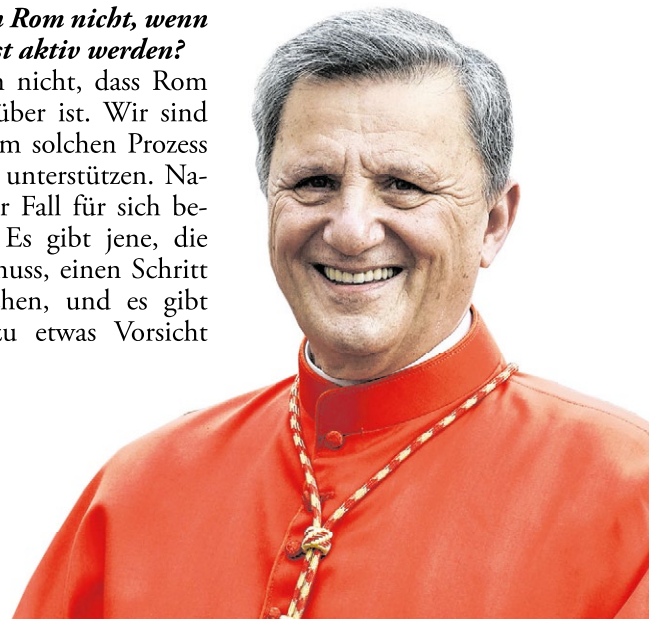 Rom nicht, wenn
aktiv werden?
nicht, dass Rom
ist. Wir sind
solchen Prozess
unterstützen. Na-
Fall für sich be-
Es gibt jene, die
einen Schritt
und es gibt
etwas Vorsicht